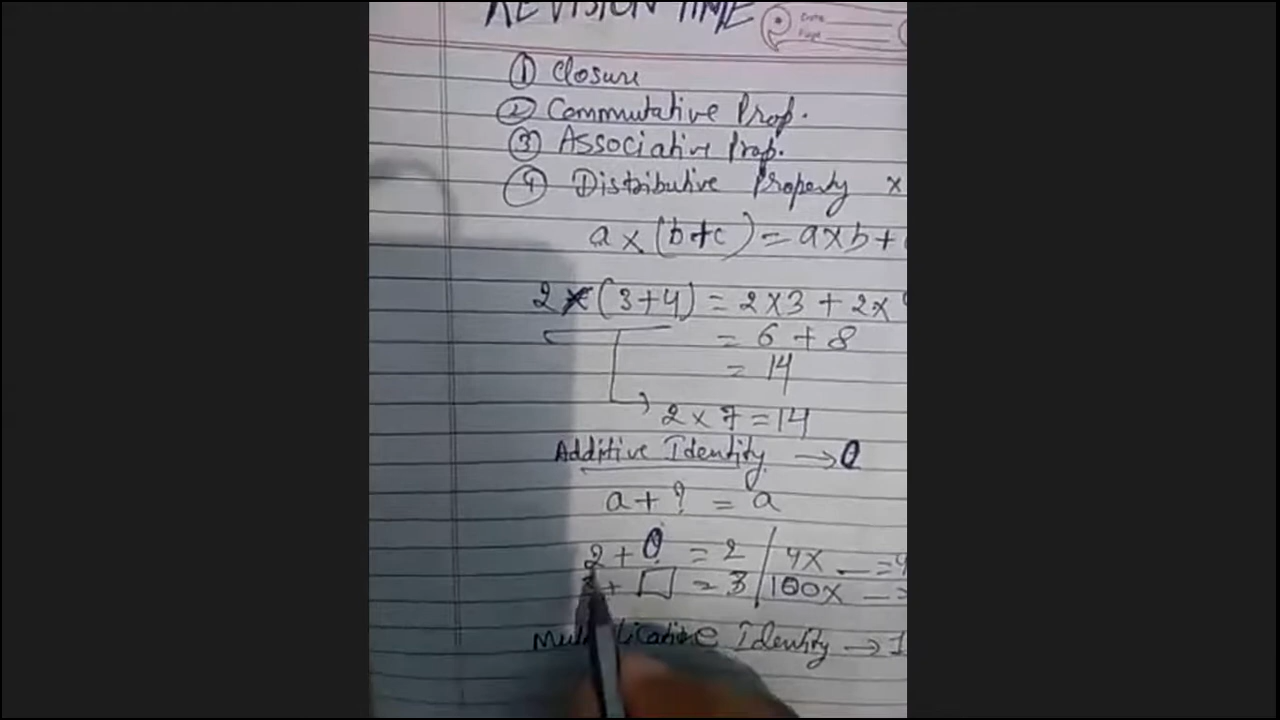 REVISION TIME
Date
Page
① Closure
② Commutative Prop.
③ Associative Prop.
④ Distributive Property ×
a × (b+c) = a×b +
2 × (3+4) = 2×3 + 2×
= 6 + 8
= 14
2 × 7 = 14
Additive Identity → 0
a + ? = a
2 + 0 = 2 / 4× _ = 4
3 + □ = 3 / 100× _ =
Multiplicative Identity → 1